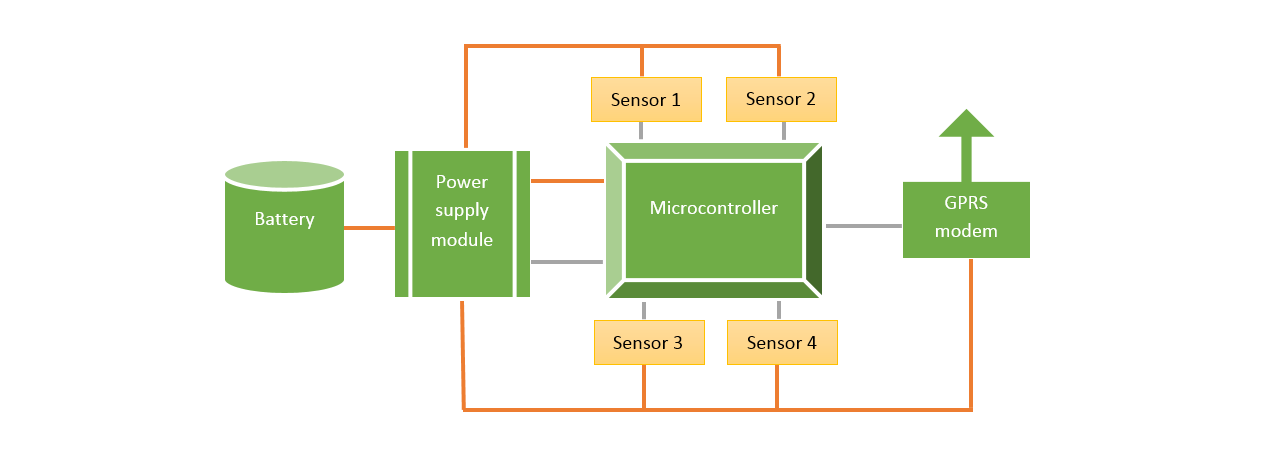 Sensor 1
Sensor 2
Battery
Power
supply
module
Microcontroller
GPRS
modem
Sensor 3
Sensor 4